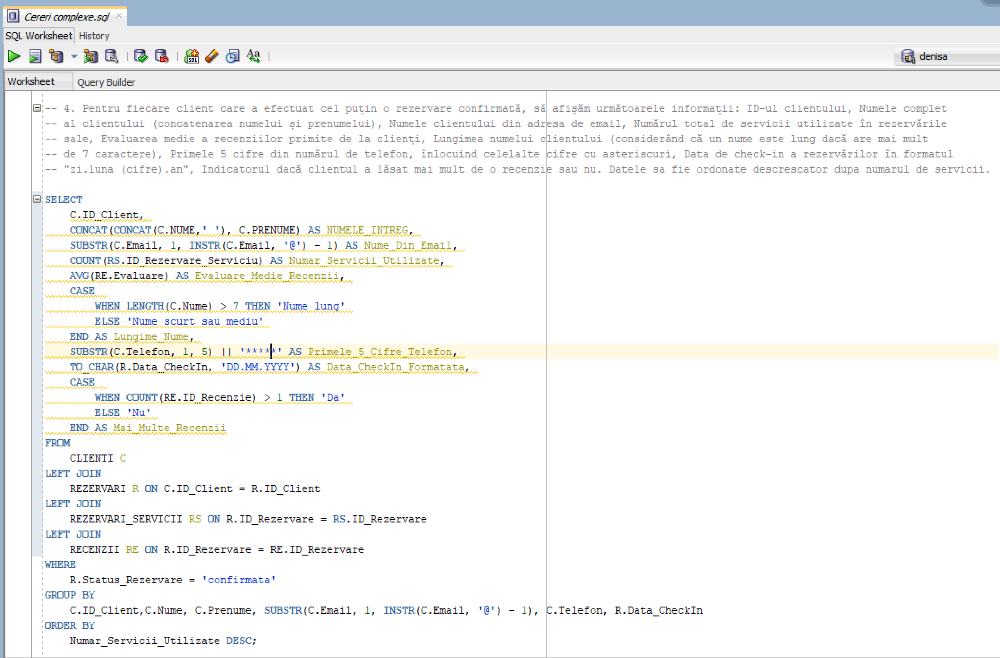 Cereri complexe.sql
SQL Worksheet History
denisa
Worksheet Query Builder
-- 4. Pentru fiecare client care a efectuat cel puțin o rezervare confirmată, să afișăm următoarele informații: ID-ul clientului, Numele complet
-- al clientului (concatenarea numelui și prenumelui), Numele clientului din adresa de email, Numărul total de servicii utilizate în rezervările
-- sale, Evaluarea medie a recenziilor primite de la clienți, Lungimea numelui clientului (considerând că un nume este lung dacă are mai mult
-- de 7 caractere), Primele 5 cifre din numărul de telefon, înlocuind celelalte cifre cu asteriscuri, Data de check-in a rezervărilor în formatul
-- "zi.luna (cifre).an", Indicatorul dacă clientul a lăsat mai mult de o recenzie sau nu. Datele sa fie ordonate descrescator dupa numarul de servicii.
SELECT
C.ID_Client,
CONCAT(CONCAT(C.NUME,' '), C.PRENUME) AS NUMELE_INTREG,
SUBSTR(C.Email, 1, INSTR(C.Email, '@') - 1) AS Nume_Din_Email,
COUNT(RS.ID_Rezervare_Serviciu) AS Numar_Servicii_Utilizate,
AVG(RE.Evaluare) AS Evaluare_Medie_Recenzii,
CASE
WHEN LENGTH(C.Nume) > 7 THEN 'Nume lung'
ELSE 'Nume scurt sau mediu'
END AS Lungime_Nume,
SUBSTR(C.Telefon, 1, 5) || '*****' AS Primele_5_Cifre_Telefon,
TO_CHAR(R.Data_CheckIn, 'DD.MM.YYYY') AS Data_CheckIn_Formatata,
CASE
WHEN COUNT(RE.ID_Recenzie) > 1 THEN 'Da'
ELSE 'Nu'
END AS Mai_Multe_Recenzii
FROM
CLIENTI C
LEFT JOIN
REZERVARI R ON C.ID_Client = R.ID_Client
LEFT JOIN
REZERVARI_SERVICII RS ON R.ID_Rezervare = RS.ID_Rezervare
LEFT JOIN
RECENZII RE ON R.ID_Rezervare = RE.ID_Rezervare
WHERE
R.Status_Rezervare = 'confirmata'
GROUP BY
C.ID_Client,C.Nume, C.Prenume, SUBSTR(C.Email, 1, INSTR(C.Email, '@') - 1), C.Telefon, R.Data_CheckIn
ORDER BY
Numar_Servicii_Utilizate DESC;